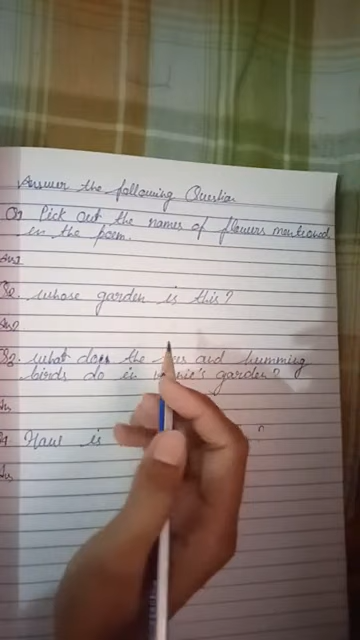 Answer the following Question
Q1 Pick out the names of flowers mentioned
in the poem.
Ans
Q2. whose garden is this?
Ans
Q3. what does the and humming
birds do in garden?
Ans
How is
Ans